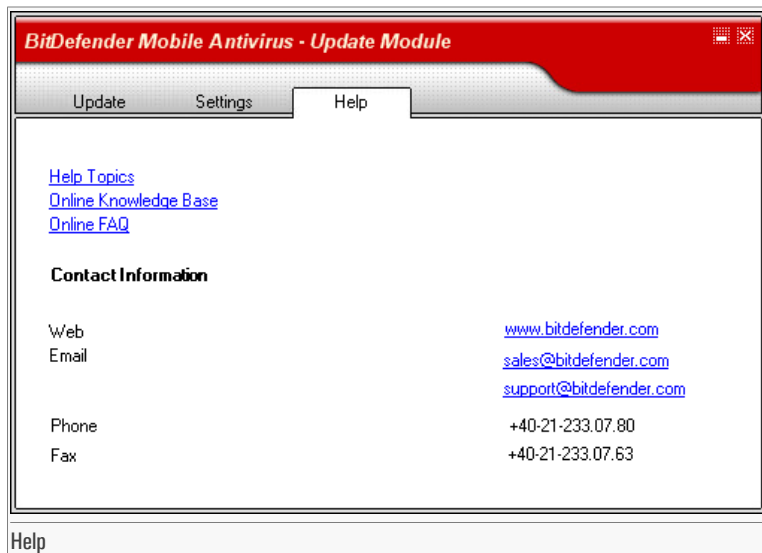 BitDefender Mobile Antivirus - Update Module
Update Settings Help
Help Topics
Online Knowledge Base
Online FAQ
Contact Information
Web www.bitdefender.com
Email sales@bitdefender.com
support@bitdefender.com
Phone +40-21-233.07.80
Fax +40-21-233.07.63
Help